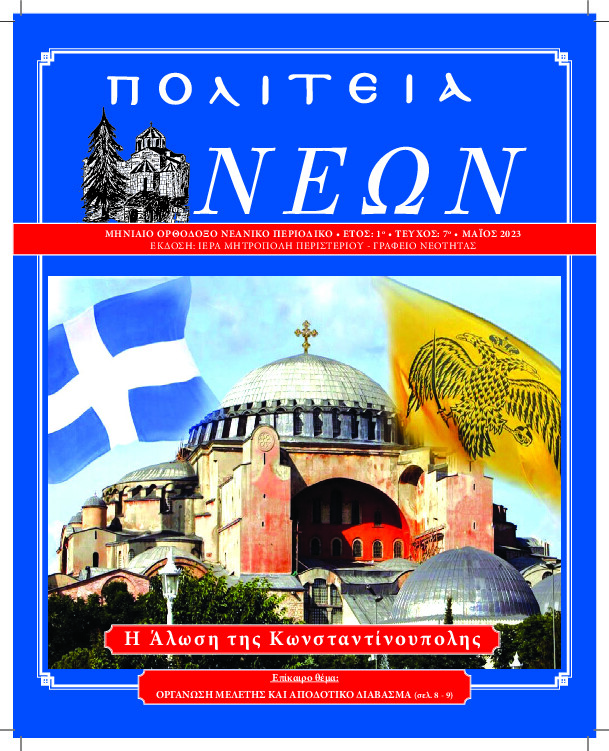 ΠΟΛΙΤΕΙΑ
ΝΕΩΝ
ΜΗΝΙΑΙΟ ΟΡΘΟΔΟΞΟ ΝΕΑΝΙΚΟ ΠΕΡΙΟΔΙΚΟ • ΕΤΟΣ: 1ο • ΤΕΥΧΟΣ: 7ο • ΜΑΪΟΣ 2023
ΕΚΔΟΣΗ: ΙΕΡΑ ΜΗΤΡΟΠΟΛΗ ΠΕΡΙΣΤΕΡΙΟΥ - ΓΡΑΦΕΙΟ ΝΕΟΤΗΤΑΣ
Η Άλωση της Κωνσταντίνουπολης
Επίκαιρο θέμα:
ΟΡΓΑΝΩΣΗ ΜΕΛΕΤΗΣ ΚΑΙ ΑΠΟΔΟΤΙΚΟ ΔΙΑΒΑΣΜΑ (σελ. 8 - 9)